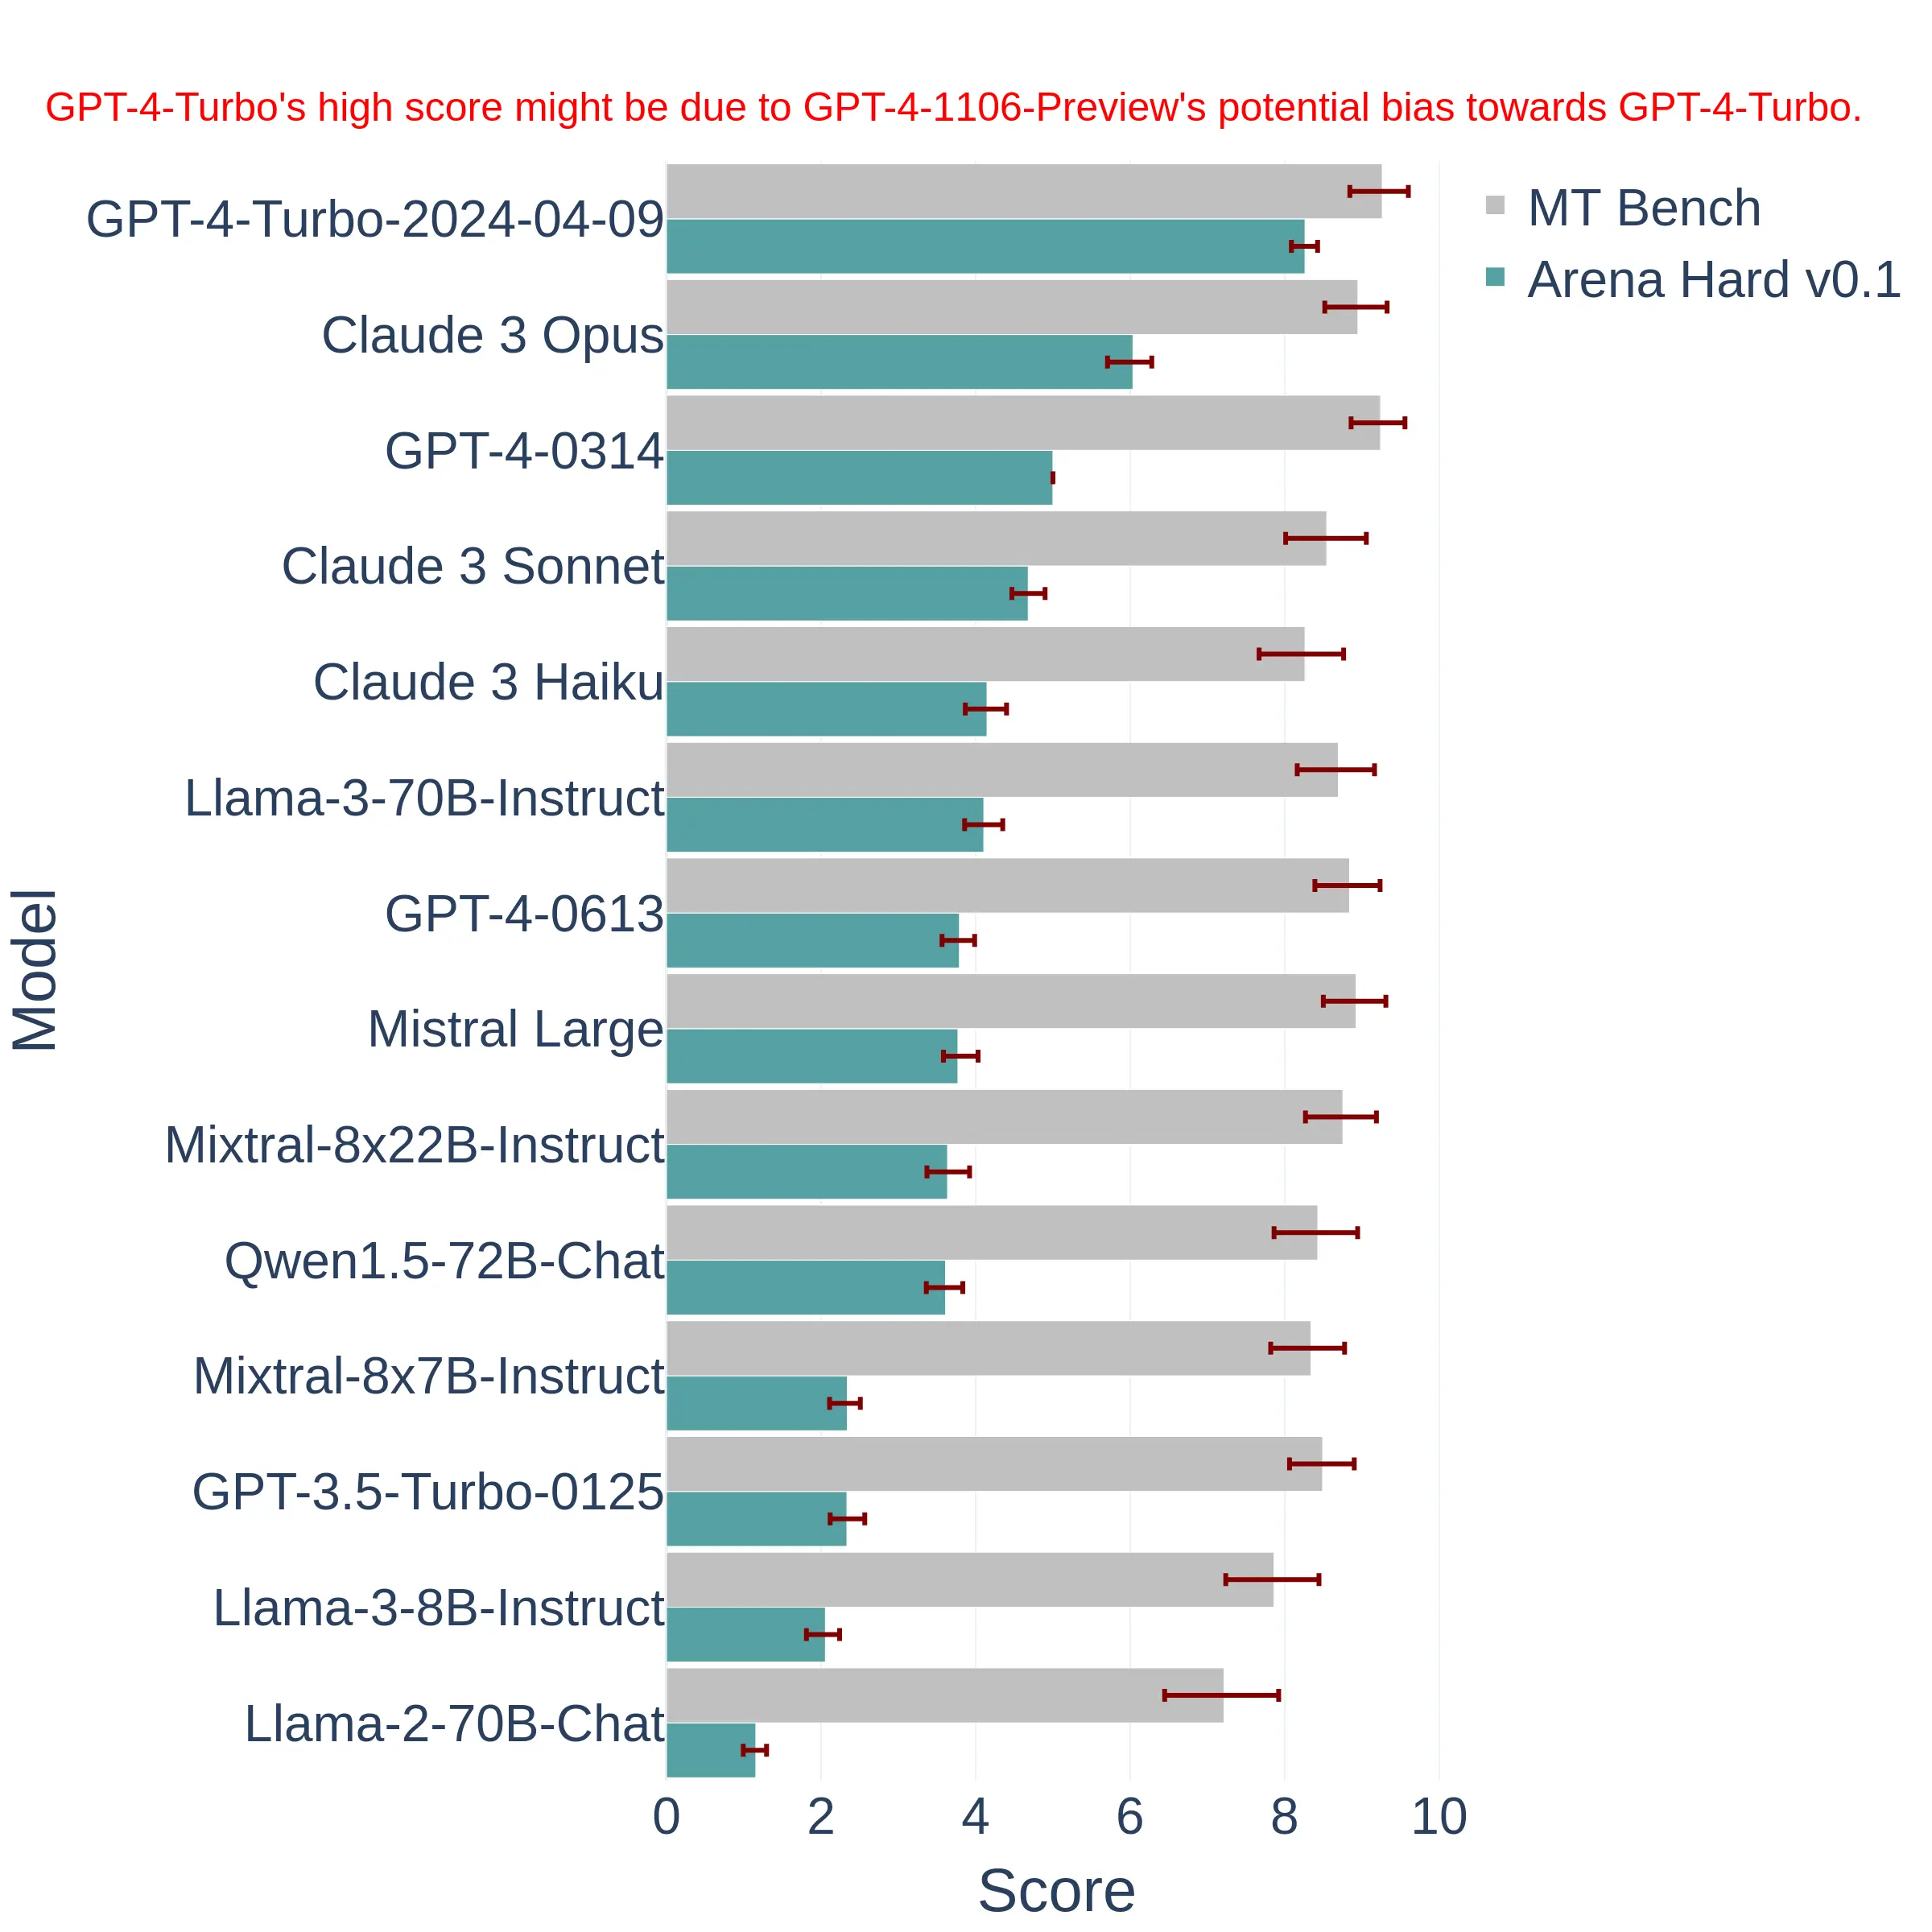 GPT-4-Turbo's high score might be due to GPT-4-1106-Preview's potential bias towards GPT-4-Turbo.
MT Bench
Arena Hard v0.1
Model
GPT-4-Turbo-2024-04-09
Claude 3 Opus
GPT-4-0314
Claude 3 Sonnet
Claude 3 Haiku
Llama-3-70B-Instruct
GPT-4-0613
Mistral Large
Mixtral-8x22B-Instruct
Qwen1.5-72B-Chat
Mixtral-8x7B-Instruct
GPT-3.5-Turbo-0125
Llama-3-8B-Instruct
Llama-2-70B-Chat
0 2 4 6 8 10
Score